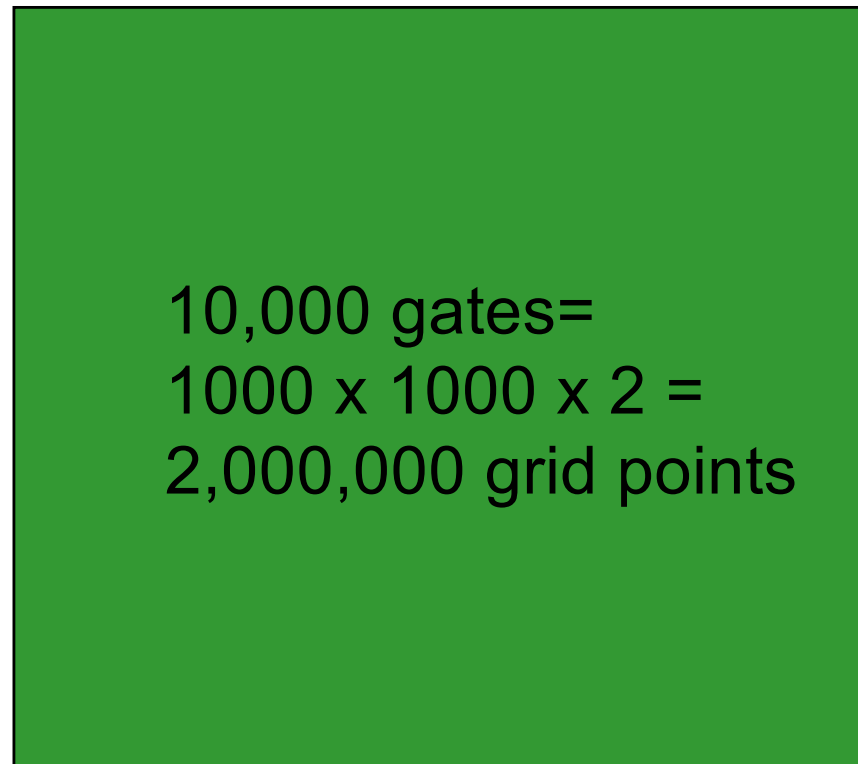 10,000 gates=
1000 x 1000 x 2 =
2,000,000 grid points